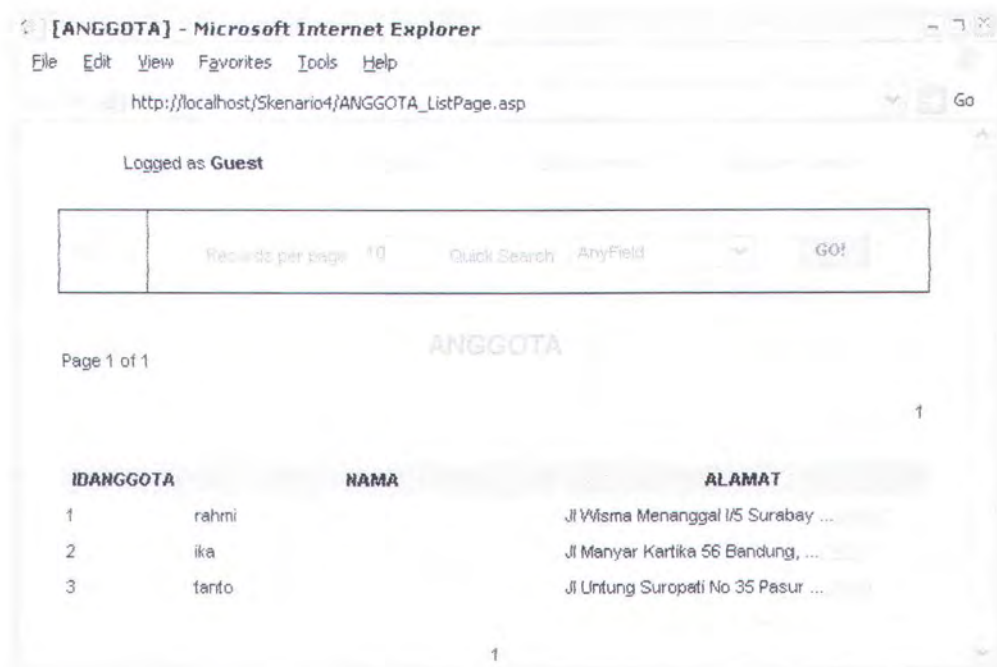 [ANGGOTA] - Microsoft Internet Explorer
File Edit View Favorites Tools Help
http://localhost/Skenario4/ANGGOTA_ListPage.asp Go
Logged as Guest
Records per page 10 Quick Search AnyField GO!
ANGGOTA
Page 1 of 1
1
IDANGGOTA NAMA ALAMAT
1 rahmi Jl Wisma Menanggal I/5 Surabay ...
2 ika Jl Manyar Kartika 56 Bandung, ...
3 tanto Jl Untung Suropati No 35 Pasur ...
1